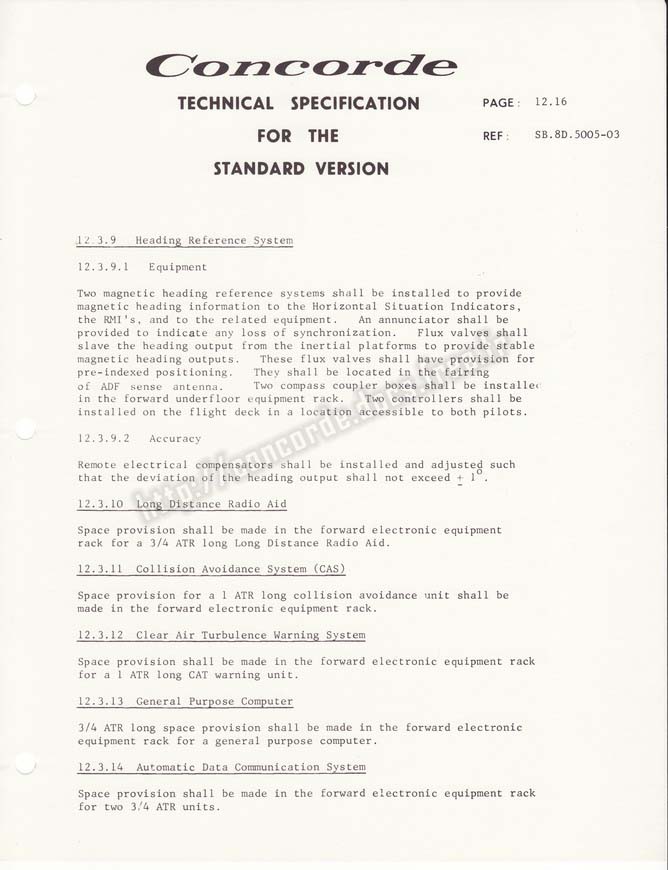 Concorde
TECHNICAL SPECIFICATION
FOR THE
STANDARD VERSION
PAGE: 12.16
REF: SB.8D.5005-03
12.3.9 Heading Reference System
12.3.9.1 Equipment
Two magnetic heading reference systems shall be installed to provide
magnetic heading information to the Horizontal Situation Indicators,
the RMI's, and to the related equipment. An annunciator shall be
provided to indicate any loss of synchronization. Flux valves shall
slave the heading output from the inertial platforms to provide stable
magnetic heading outputs. These flux valves shall have provision for
pre-indexed positioning. They shall be located in the fairing
of ADF sense antenna. Two compass coupler boxes shall be installed
in the forward underfloor equipment rack. Two controllers shall be
installed on the flight deck in a location accessible to both pilots.
12.3.9.2 Accuracy
Remote electrical compensators shall be installed and adjusted such
that the deviation of the heading output shall not exceed ± 1°.
12.3.10 Long Distance Radio Aid
Space provision shall be made in the forward electronic equipment
rack for a 3/4 ATR long Long Distance Radio Aid.
12.3.11 Collision Avoidance System (CAS)
Space provision for a 1 ATR long collision avoidance unit shall be
made in the forward electronic equipment rack.
12.3.12 Clear Air Turbulence Warning System
Space provision shall be made in the forward electronic equipment rack
for a 1 ATR long CAT warning unit.
12.3.13 General Purpose Computer
3/4 ATR long space provision shall be made in the forward electronic
equipment rack for a general purpose computer.
12.3.14 Automatic Data Communication System
Space provision shall be made in the forward electronic equipment rack
for two 3/4 ATR units.